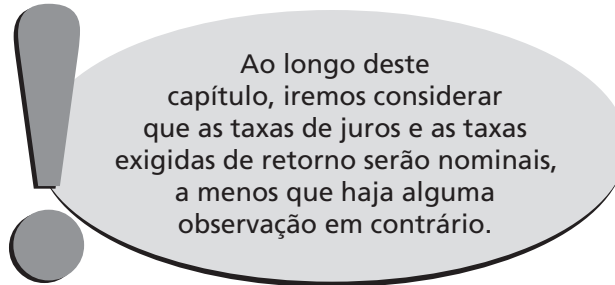 Ao longo deste
capítulo, iremos considerar
que as taxas de juros e as taxas
exigidas de retorno serão nominais,
a menos que haja alguma
observação em contrário.